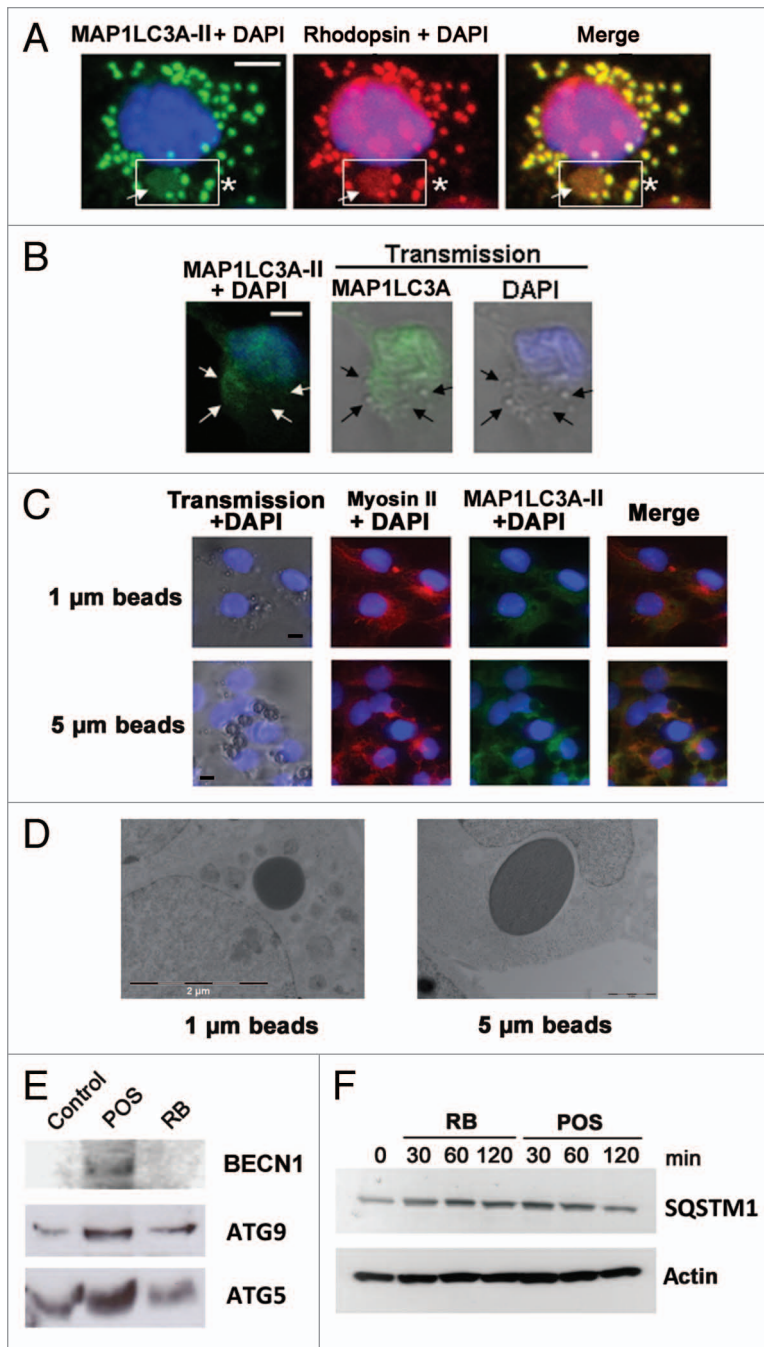 A
MAP1LC3A-II + DAPI Rhodopsin + DAPI Merge
* * *
B
Transmission
MAP1LC3A-II + DAPI MAP1LC3A DAPI
C
Transmission +DAPI Myosin II + DAPI MAP1LC3A-II +DAPI Merge
1 µm beads
5 µm beads
D
2 µm
1 µm beads 5 µm beads
E
Control POS RB
BECN1
ATG9
ATG5
F
RB POS
0 30 60 120 30 60 120 min
SQSTM1
Actin